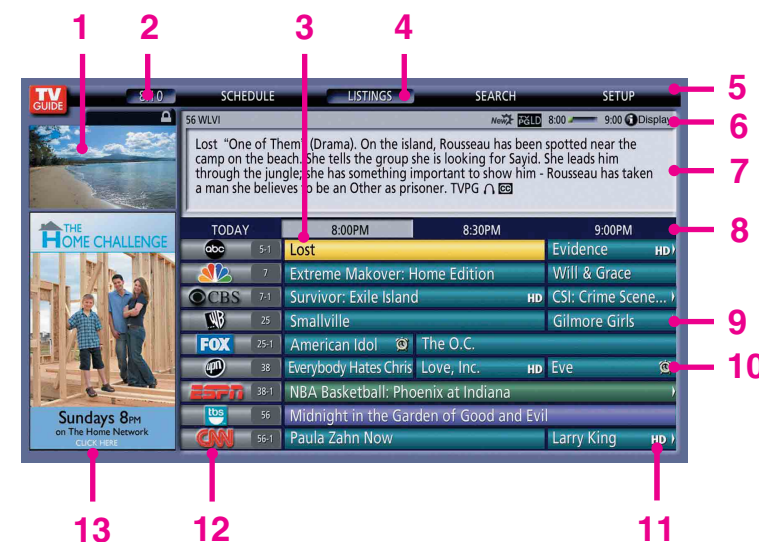 1 2 3 4
TV GUIDE 8:10 SCHEDULE LISTINGS SEARCH SETUP 5
56 WLVI New TVPG LD 8:00 9:00 i Display 6
Lost "One of Them" (Drama). On the island, Rousseau has been spotted near the
camp on the beach. She tells the group she is looking for Sayid. She leads him
through the jungle; she has something important to show him - Rousseau has taken 7
a man she believes to be an Other as prisoner. TVPG CC
TODAY 8:00PM 8:30PM 9:00PM 8
THE
HOME CHALLENGE
abc 5-1 Lost Evidence HD
7 Extreme Makeover: Home Edition Will & Grace
CBS 7-1 Survivor: Exile Island HD CSI: Crime Scene...
WB 25 Smallville Gilmore Girls 9
FOX 25-1 American Idol The O.C.
upn 38 Everybody Hates Chris Love, Inc. HD Eve 10
ESPN 38-1 NBA Basketball: Phoenix at Indiana
tbs 56 Midnight in the Garden of Good and Evil
CNN 56-1 Paula Zahn Now Larry King HD
Sundays 8PM
on The Home Network
CLICK HERE
13 12 11